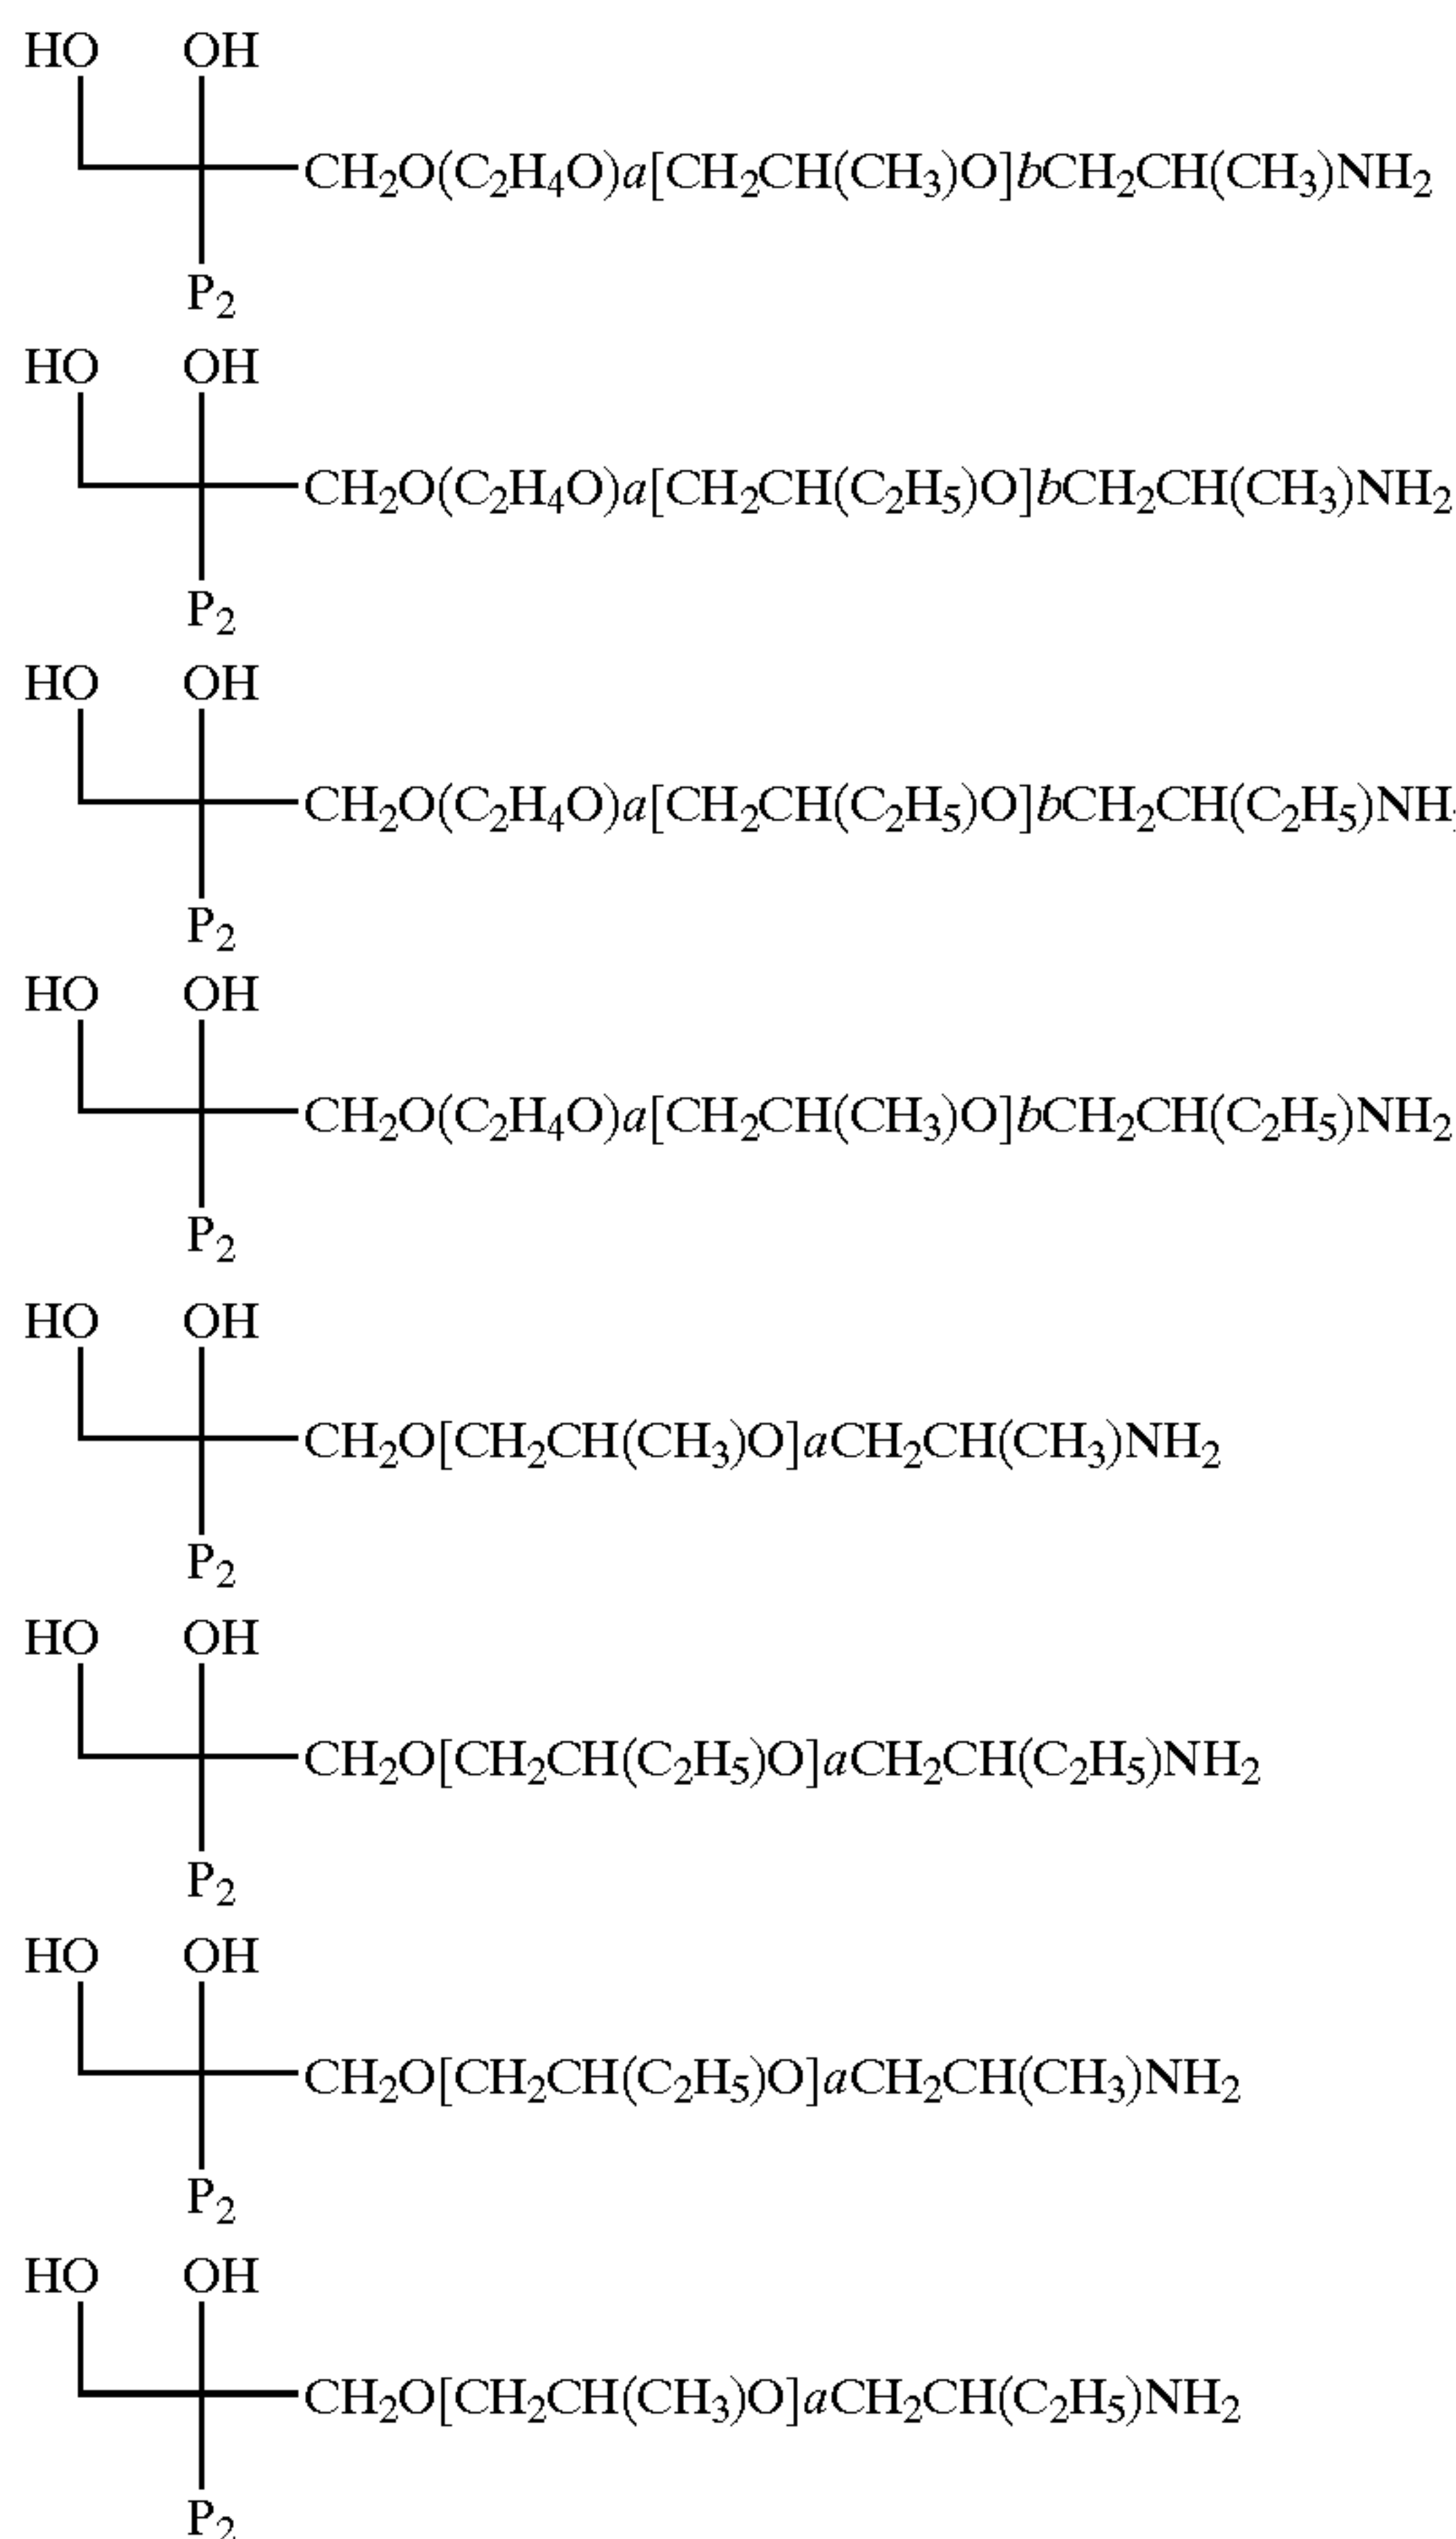 HO OH
CH2O(C2H4O)a[CH2CH(CH3)O]bCH2CH(CH3)NH2
P2
HO OH
CH2O(C2H4O)a[CH2CH(C2H5)O]bCH2CH(CH3)NH2
P2
HO OH
CH2O(C2H4O)a[CH2CH(C2H5)O]bCH2CH(C2H5)NH
P2
HO OH
CH2O(C2H4O)a[CH2CH(CH3)O]bCH2CH(C2H5)NH2
P2
HO OH
CH2O[CH2CH(CH3)O]aCH2CH(CH3)NH2
P2
HO OH
CH2O[CH2CH(C2H5)O]aCH2CH(C2H5)NH2
P2
HO OH
CH2O[CH2CH(C2H5)O]aCH2CH(CH3)NH2
P2
HO OH
CH2O[CH2CH(CH3)O]aCH2CH(C2H5)NH2
P2